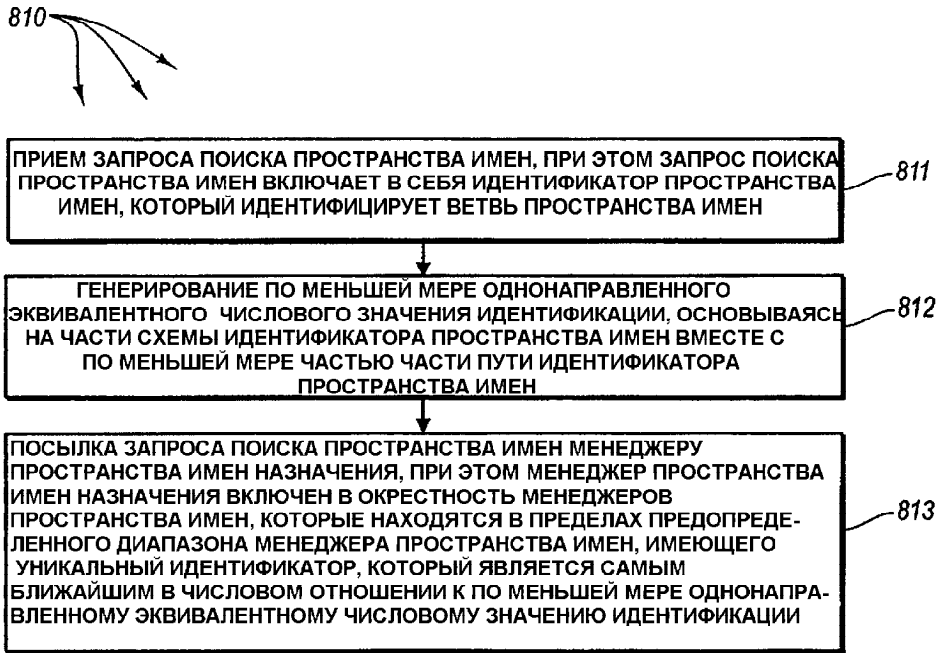 810
ПРИЕМ ЗАПРОСА ПОИСКА ПРОСТРАНСТВА ИМЕН, ПРИ ЭТОМ ЗАПРОС ПОИСКА
ПРОСТРАНСТВА ИМЕН ВКЛЮЧАЕТ В СЕБЯ ИДЕНТИФИКАТОР ПРОСТРАНСТВА
ИМЕН, КОТОРЫЙ ИДЕНТИФИЦИРУЕТ ВЕТВЬ ПРОСТРАНСТВА ИМЕН
811
ГЕНЕРИРОВАНИЕ ПО МЕНЬШЕЙ МЕРЕ ОДНОНАПРАВЛЕННОГО
ЭКВИВАЛЕНТНОГО ЧИСЛОВОГО ЗНАЧЕНИЯ ИДЕНТИФИКАЦИИ, ОСНОВЫВАЯСЬ
НА ЧАСТИ СХЕМЫ ИДЕНТИФИКАТОРА ПРОСТРАНСТВА ИМЕН ВМЕСТЕ С
ПО МЕНЬШЕЙ МЕРЕ ЧАСТЬЮ ЧАСТИ ПУТИ ИДЕНТИФИКАТОРА
ПРОСТРАНСТВА ИМЕН
812
ПОСЫЛКА ЗАПРОСА ПОИСКА ПРОСТРАНСТВА ИМЕН МЕНЕДЖЕРУ
ПРОСТРАНСТВА ИМЕН НАЗНАЧЕНИЯ, ПРИ ЭТОМ МЕНЕДЖЕР ПРОСТРАНСТВА
ИМЕН НАЗНАЧЕНИЯ ВКЛЮЧЕН В ОКРЕСТНОСТЬ МЕНЕДЖЕРОВ
ПРОСТРАНСТВА ИМЕН, КОТОРЫЕ НАХОДЯТСЯ В ПРЕДЕЛАХ ПРЕДОПРЕДЕ-
ЛЕННОГО ДИАПАЗОНА МЕНЕДЖЕРА ПРОСТРАНСТВА ИМЕН, ИМЕЮЩЕГО
УНИКАЛЬНЫЙ ИДЕНТИФИКАТОР, КОТОРЫЙ ЯВЛЯЕТСЯ САМЫМ
БЛИЖАЙШИМ В ЧИСЛОВОМ ОТНОШЕНИИ К ПО МЕНЬШЕЙ МЕРЕ ОДНОНАПРА-
ВЛЕННОМУ ЭКВИВАЛЕНТНОМУ ЧИСЛОВОМУ ЗНАЧЕНИЮ ИДЕНТИФИКАЦИИ
813